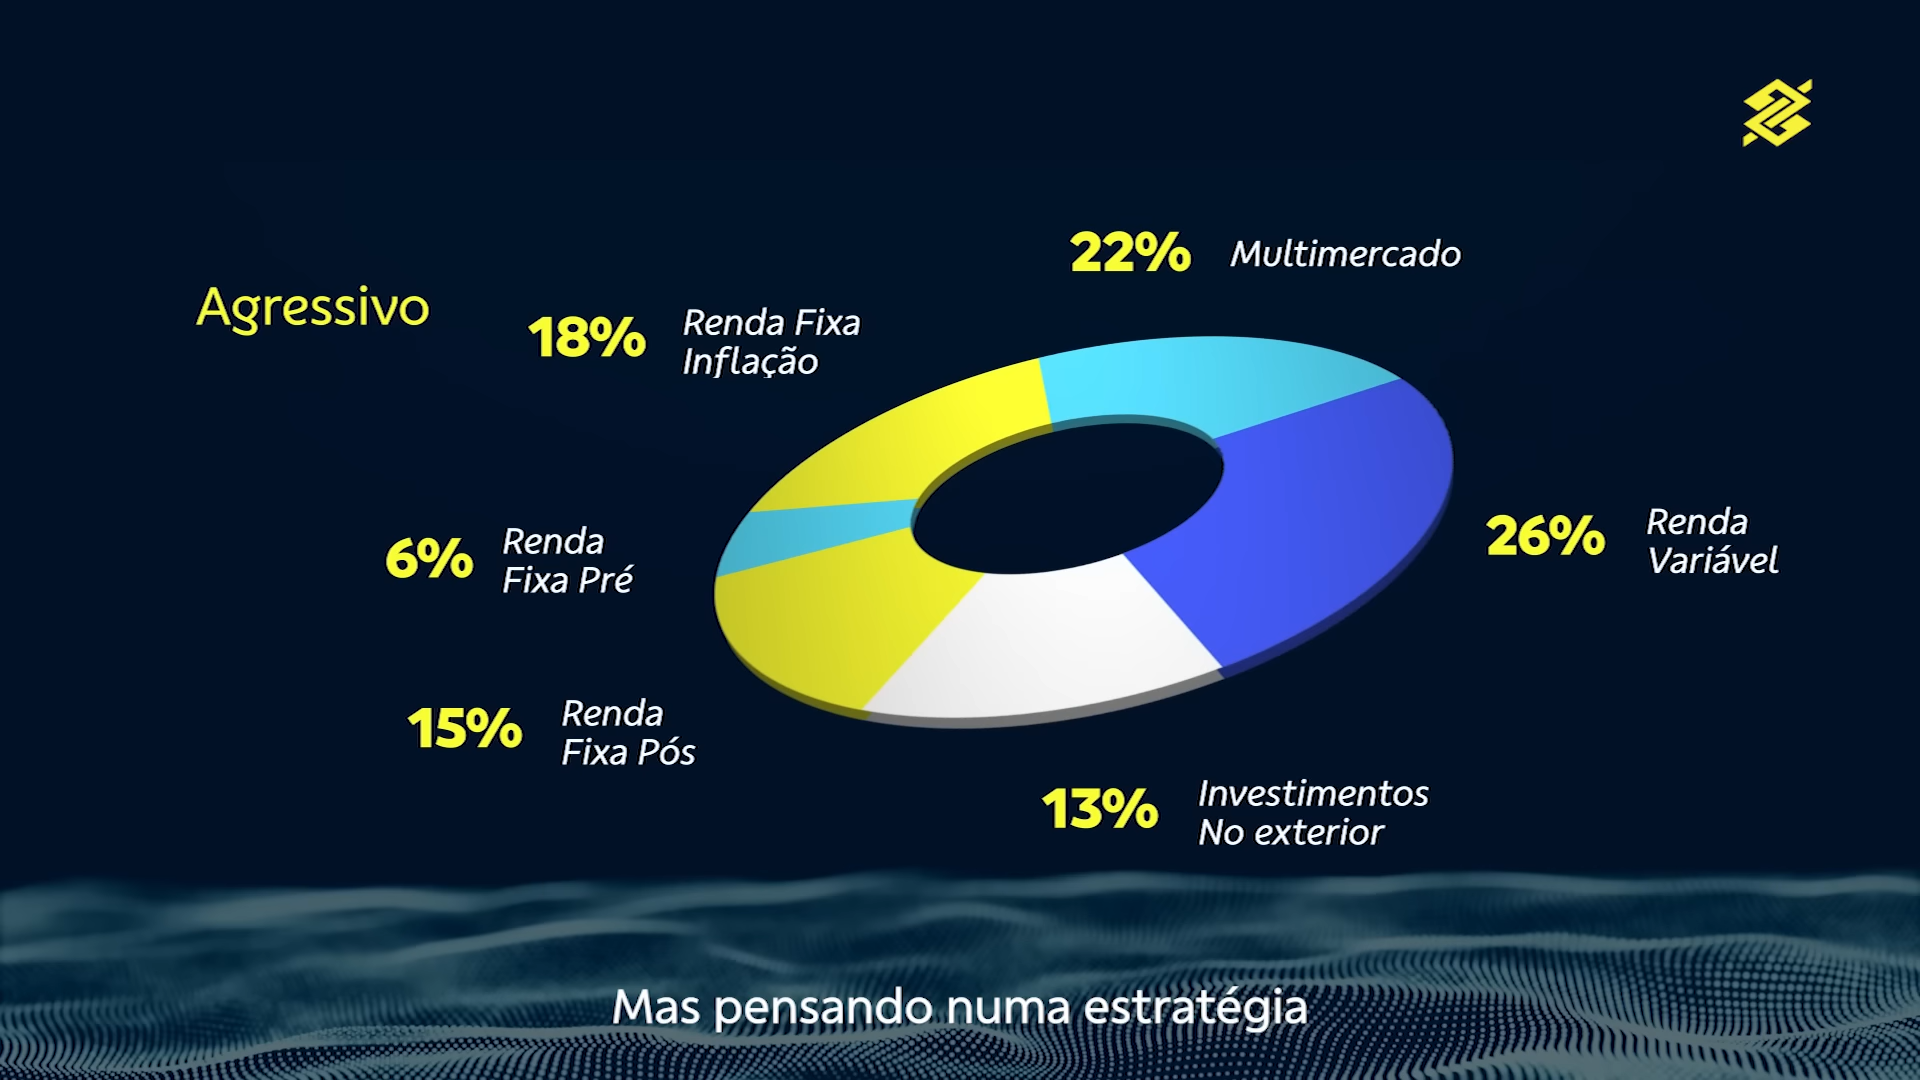 Agressivo
22%
Multimercado
18%
Renda Fixa
Inflação
26%
Renda
Variável
6%
Renda
Fixa Pré
15%
Renda
Fixa Pós
13%
Investimentos
No exterior
Mas pensando numa estratégia